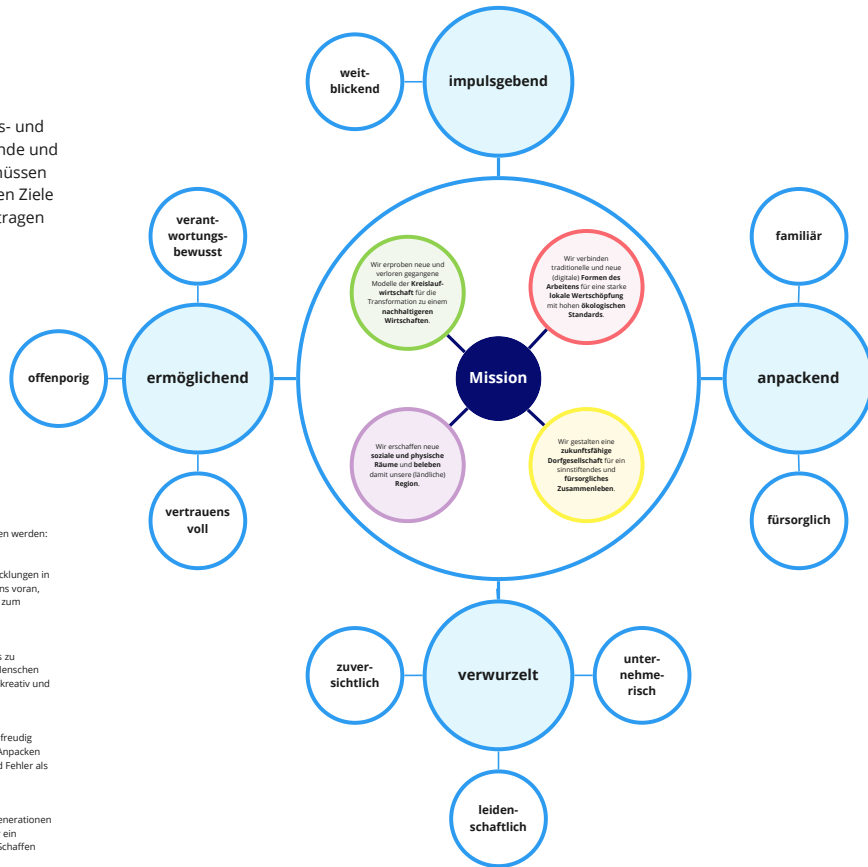 weit-
blickend
impulsgebend
s- und
nde und
müssen
en Ziele
tragen
verant-
wortungs-
bewusst
familiär
Wir erproben neue und
verloren gegangene
Modelle der Kreislauf-
wirtschaft für die
Transformation zu einem
nachhaltigeren
Wirtschaften.
Wir verbinden
traditionelle und neue
(digitale) Formen des
Arbeitens für eine starke
lokale Wertschöpfung
mit hohen ökologischen
Standards.
offenporig
ermöglichend
Mission
anpackend
Wir erschaffen neue
soziale und physische
Räume und beleben
damit unsere (ländliche)
Region.
Wir gestalten eine
zukunftsfähige
Dorfgesellschaft für ein
sinnstiftendes und
fürsorgliches
Zusammenleben.
vertrauens
voll
fürsorglich
en werden:
cklungen in
ns voran,
zum
s zu
Menschen
kreativ und
freudig
Anpacken
d Fehler als
enerationen
r ein
Schaffen
zuver-
sichtlich
verwurzelt
unter-
nehme-
risch
leiden-
schaftlich